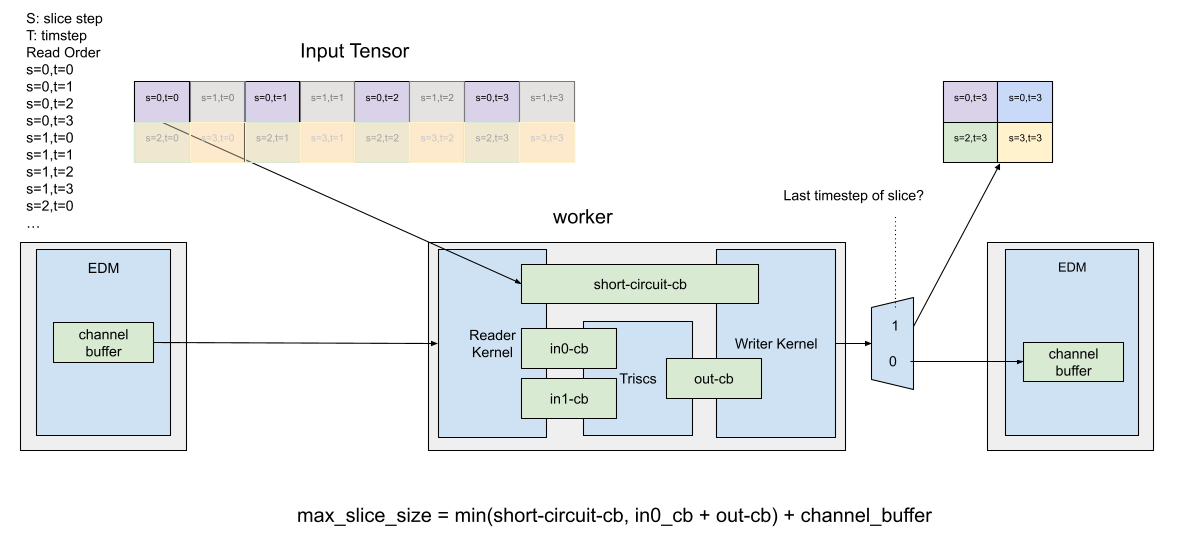 S: slice step
T: timstep
Read Order
s=0,t=0
s=0,t=1
s=0,t=2
s=0,t=3
s=1,t=0
s=1,t=1
s=1,t=2
s=1,t=3
s=2,t=0
...
Input Tensor
s=0,t=0 s=1,t=0 s=0,t=1 s=1,t=1 s=0,t=2 s=1,t=2 s=0,t=3 s=1,t=3
s=2,t=0 s=3,t=0 s=2,t=1 s=3,t=1 s=2,t=2 s=3,t=2 s=2,t=3 s=3,t=3
s=0,t=3 s=0,t=3
s=2,t=3 s=3,t=3
Last timestep of slice?
worker
EDM
channel
buffer
short-circuit-cb
Reader
Kernel
in0-cb
in1-cb
Triscs
out-cb
Writer Kernel
1
0
EDM
channel
buffer
max_slice_size = min(short-circuit-cb, in0_cb + out-cb) + channel_buffer